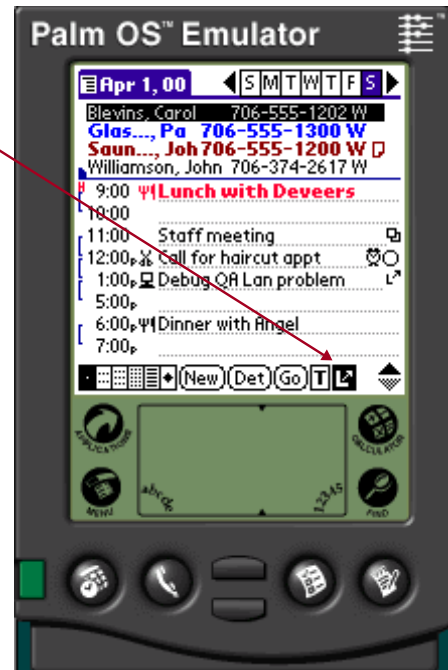 Palm OS™ Emulator
Apr 1, 00 S M T W T F S
Blevins, Carol 706-555-1202 W
Glas..., Pa 706-555-1300 W
Saun..., Joh 706-555-1200 W
Williamson, John 706-374-2617 W
9:00 Lunch with Deveers
10:00
11:00 Staff meeting
12:00p Call for haircut appt
1:00p Debug QA Lan problem
5:00p
6:00p Dinner with Angel
7:00p
New Det Go T
APPLICATIONS CALCULATOR
MENU abcde 12345 FIND